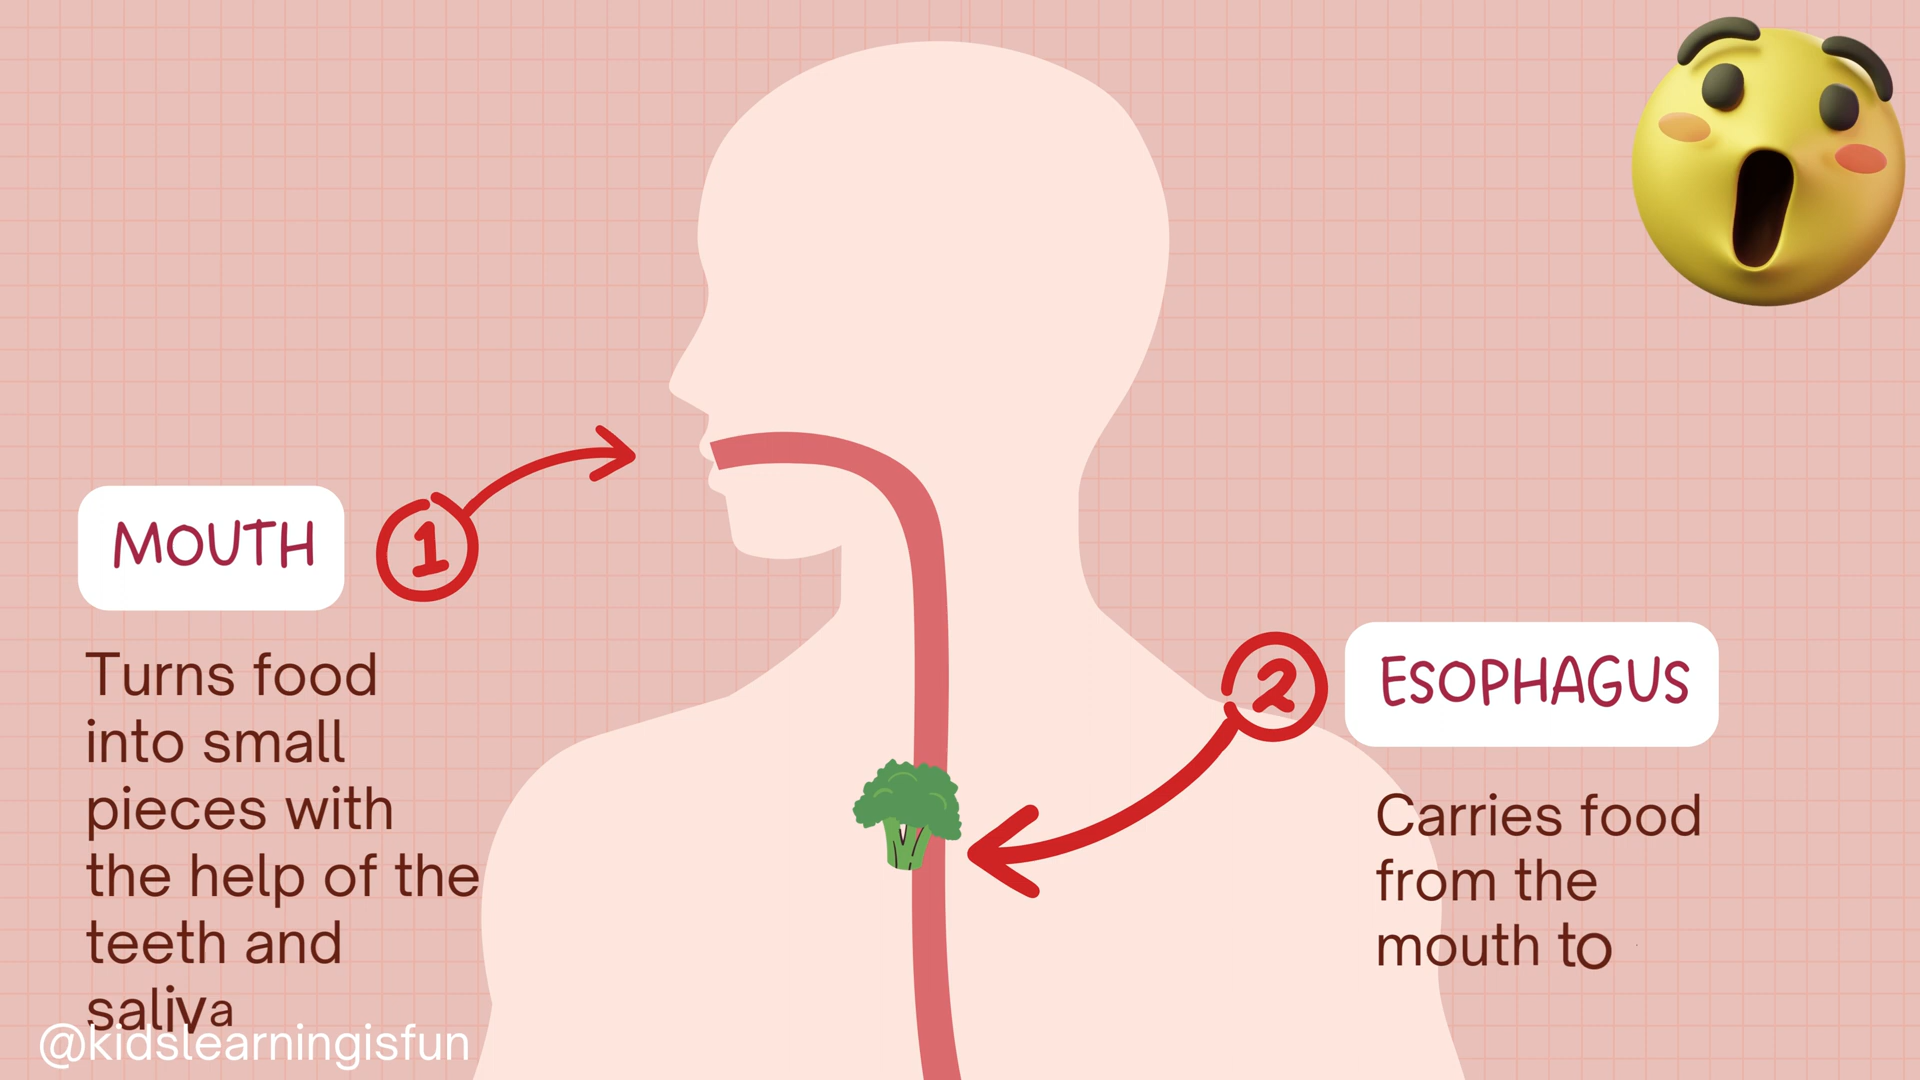 MOUTH
1
Turns food
into small
pieces with
the help of the
teeth and
saliva
@kidslearningisfun
2
ESOPHAGUS
Carries food
from the
mouth to